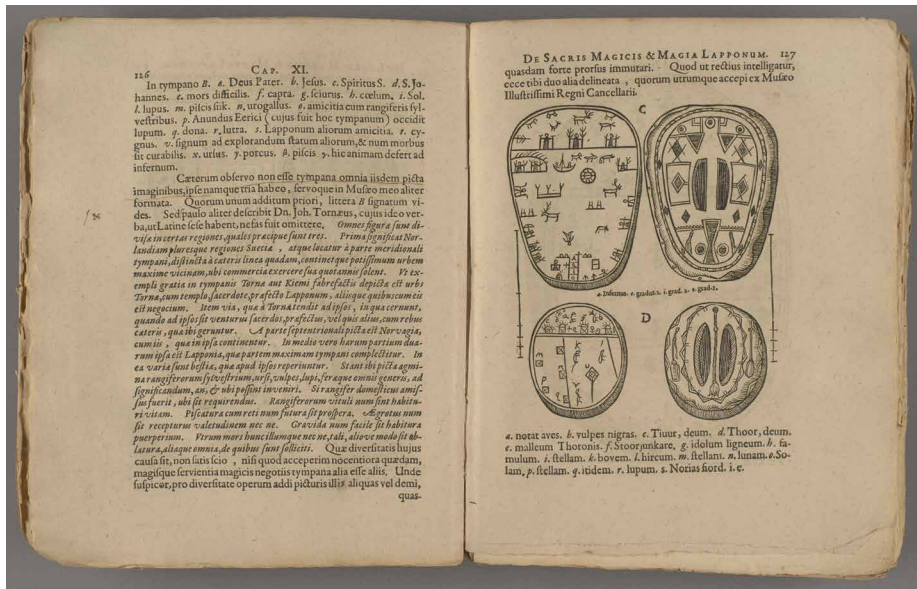 126
CAP. XI.
In tympano B. a. Deus Pater. b. Jesus. c. Spiritus S. d. S. Jo-
hannes. e. mors difficilis. f. capra. g. sciurus. h. cœlum. i. Sol.
l. lupus. m. piscis siik. n. urogallus. o. amicitia cum rangiferis syl-
vestribus. p. Anundus Eerici (cujus fuit hoc tympanum) occidit
lupum. q. dona. r. lutra. s. Lapponum aliorum amicitia. t. cy-
gnus. v. signum ad explorandum statum aliorum, & num morbus
sit curabilis. x. ursus. y. porcus. β. piscis γ. hic animam defert ad
infernum.
Cæterum observo non esse tympana omnia iisdem picta
imaginibus, ipse namque tria habeo, servoque in Musæo meo aliter
formata. Quorum unum additum priori, littera B signatum vi-
des. Sed paulo aliter describit Dn. Joh. Tornæus, cujus ideo ver-
ba, ut Latine sese habent, nefas fuit omittere. Omnes figuræ sunt di-
visæ in certas regiones, quales præcipue sunt tres. Prima significat Nor-
landiam pluresque regiones Sueciæ, atque locatur à parte meridionali
tympani, distincta à cæteris linea quadam, continetque potissimum urbem
maxime vicinam, ubi commercia exercere sua quotannis solent. Vt ex-
empli gratia in tympanis Tornæ aut Kiemi fabrefactis depicta est urbs
Tornæ, cum templo, sacerdote, præfecto Lapponum, aliisque quibuscum eis
est negocium. Item via, quæ à Torna tendit ad ipsos, in qua cernunt,
quando ad ipsos sit venturus sacerdos, præfectus, vel quis alius, cum rebus
cæteris, quæ ibi geruntur. A parte septentrionali picta est Norvagia,
cum iis, quæ in ipsa continentur. In medio vero harum partium dua-
rum ipsa est Lapponia, quæ partem maximam tympani complectitur. In
ea variæ sunt bestiæ, quæ apud ipsos reperiuntur. Stant ibi picta agmi-
na rangiferorum sylvestrium, ursi, vulpes, lupi, feræque omnis generis, ad
significandum, an, & ubi possint inveniri. Si rangifer domesticus amis-
sus fuerit, ubi sit requirendus. Rangiferorum vituli num sint habitu-
ri vitam. Piscatura cum reti num futura sit prospera. Ægrotus num
sit recepturus valetudinem nec ne. Gravida num facile sit habitura
puerperium. Vtrum mors hunc illumque nec ne, tali, aliove modo sit ab-
latura, aliaque omnia, de quibus sunt solliciti. Quæ diversitatis hujus
causa sit, non satis scio, nisi quod acceperim nocentiora quædam,
magisque servientia magicis negotiis tympana alia esse aliis. Unde
suspicor, pro diversitate operum addi picturis illis aliquas vel demi,
quas-
DE SACRIS MAGICIS & MAGIA LAPPONUM. 127
quasdam forte prorsus immutari. Quod ut rectius intelligatur,
ecce tibi duo alia delineata, quorum utrumque accepi ex Musæo
Illustrissimi Regni Cancellarii.
C
D
a. notat aves. b. vulpes nigras. c. Tiuur, deum. d. Thoor, deum.
e. malleum Thoronis. f. Stoorjunkare. g. idolum ligneum. h. fa-
mulum. i. stellam. k. bovem. l. hircum. m. stellam. n. lunam. o. So-
lam, p. stellam. q. itidem. r. lupum. s. Norias fiord. i. e.